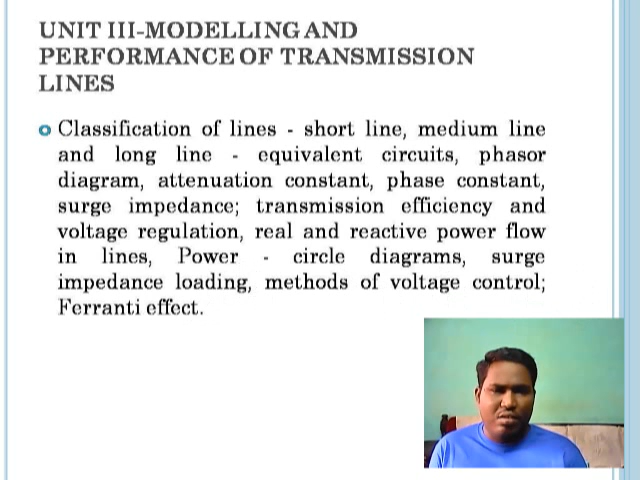 UNIT III-MODELLING AND
PERFORMANCE OF TRANSMISSION
LINES
Classification of lines - short line, medium line
and long line - equivalent circuits, phasor
diagram, attenuation constant, phase constant,
surge impedance; transmission efficiency and
voltage regulation, real and reactive power flow
in lines, Power - circle diagrams, surge
impedance loading, methods of voltage control;
Ferranti effect.